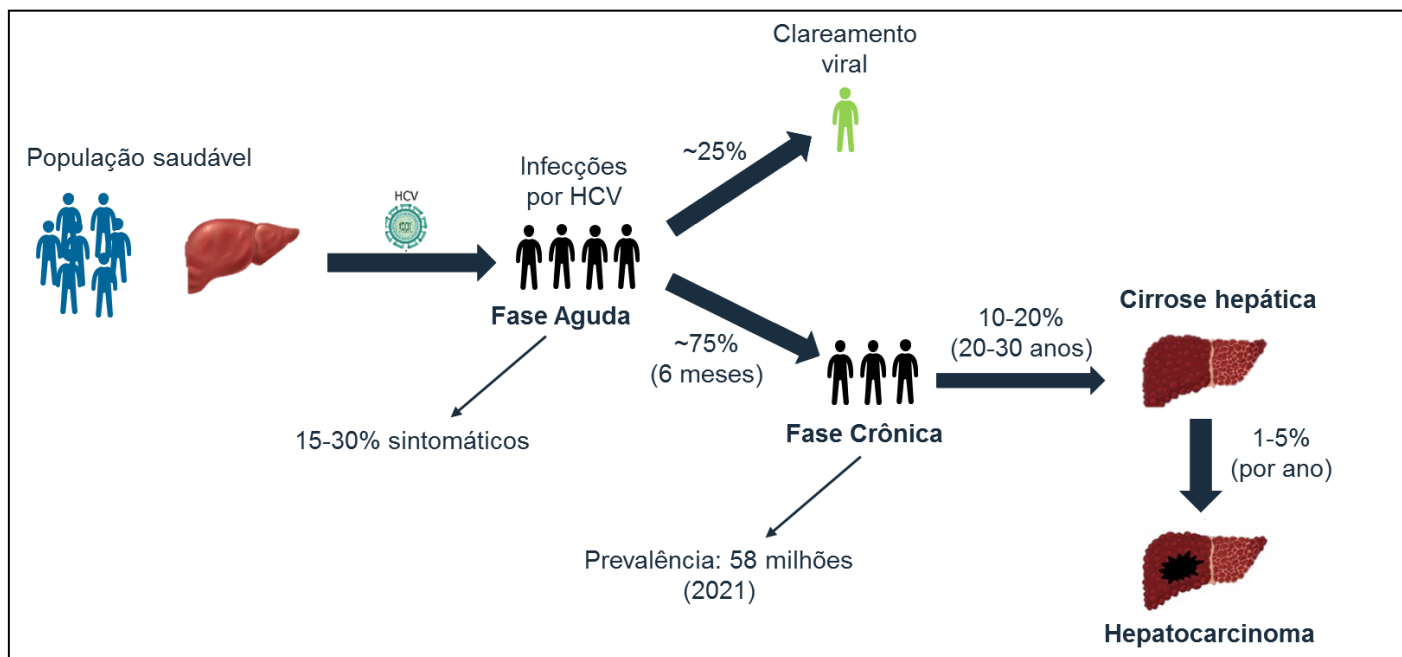 População saudável
HCV
Infecções
por HCV
Fase Aguda
15-30% sintomáticos
~25%
Clareamento
viral
~75%
(6 meses)
Fase Crônica
Prevalência: 58 milhões
(2021)
10-20%
(20-30 anos)
Cirrose hepática
1-5%
(por ano)
Hepatocarcinoma